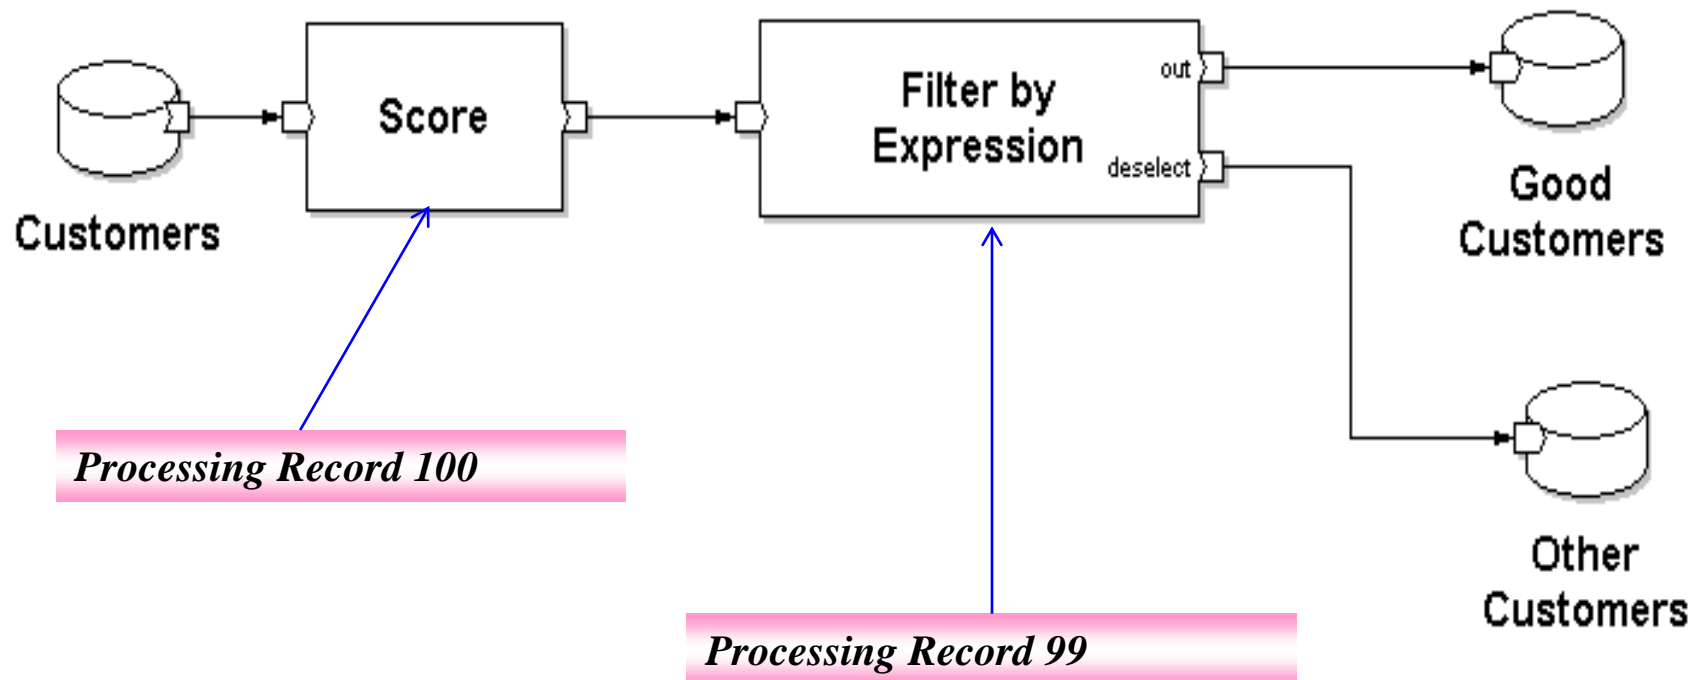 Customers
Score
Filter by
Expression
out
deselect
Good
Customers
Processing Record 100
Other
Customers
Processing Record 99